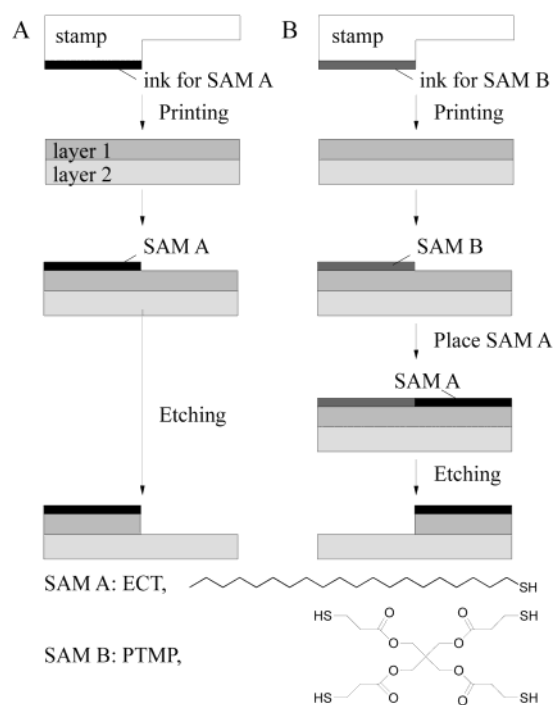 A
stamp
ink for SAM A
Printing
layer 1
layer 2
SAM A
Etching
B
stamp
ink for SAM B
Printing
SAM B
Place SAM A
SAM A
Etching
SAM A: ECT,
SH
SAM B: PTMP,
HS
O
O
SH
O
O
O
O
HS
O
O
SH